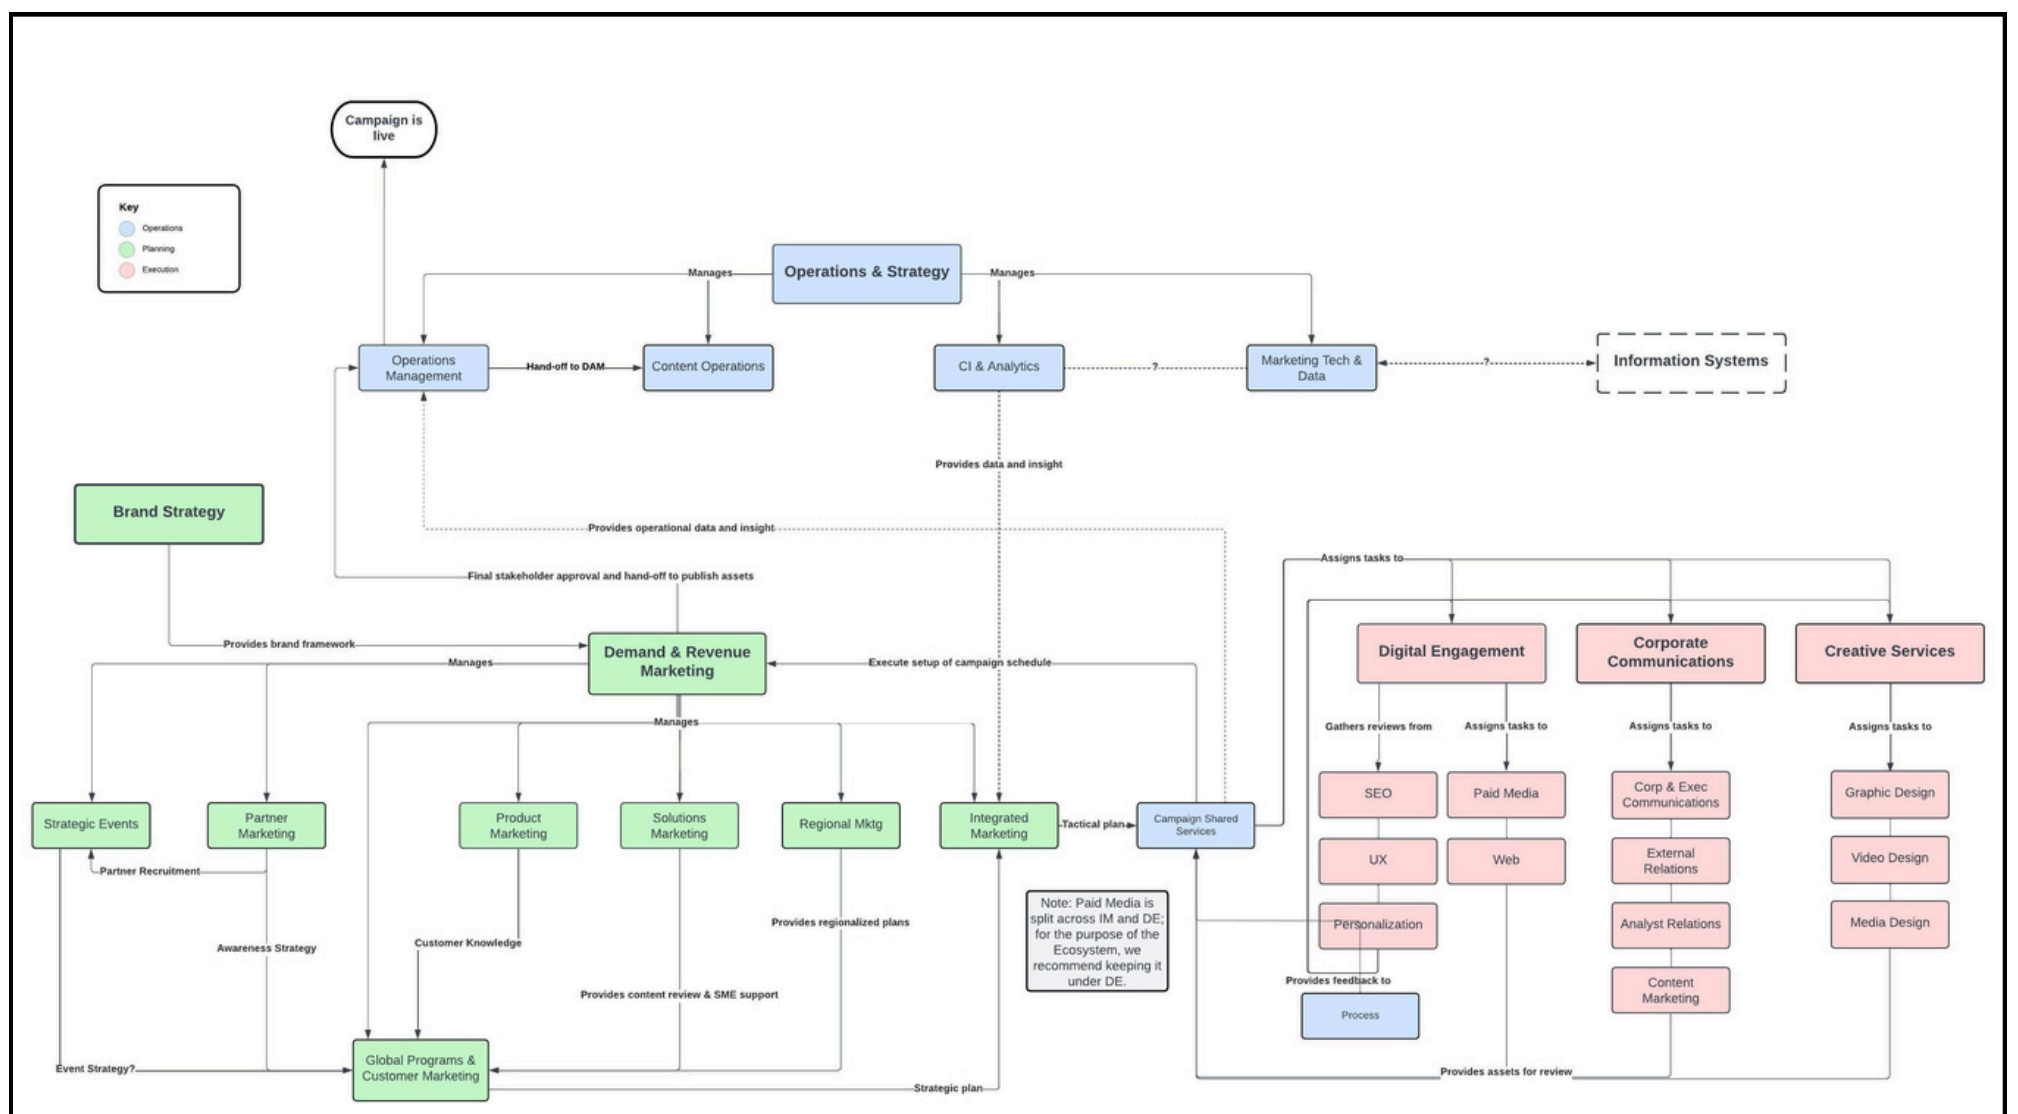 Campaign is
live
Key
Operations
Planning
Execution
Manages
Operations & Strategy
Manages
Operations
Management
Hand-off to DAM
Content Operations
CI & Analytics
?
Marketing Tech &
Data
?
Information Systems
Provides data and insight
Brand Strategy
Provides operational data and insight
Assigns tasks to
Final stakeholder approval and hand-off to publish assets
Provides brand framework
Demand & Revenue
Marketing
Manages
Execute setup of campaign schedule
Digital Engagement
Corporate
Communications
Creative Services
Manages
Gathers reviews from
Assigns tasks to
Assigns tasks to
Assigns tasks to
Strategic Events
Partner
Marketing
Product
Marketing
Solutions
Marketing
Regional Mktg
Integrated
Marketing
Tactical plan
Campaign Shared
Services
SEO
Paid Media
Corp & Exec
Communications
Graphic Design
UX
Web
External
Relations
Video Design
Partner Recruitment
Personalization
Analyst Relations
Media Design
Note: Paid Media is
split across IM and DE;
for the purpose of the
Ecosystem, we
recommend keeping it
under DE.
Provides regionalized plans
Customer Knowledge
Awareness Strategy
Provides content review & SME support
Provides feedback to
Content
Marketing
Process
Event Strategy?
Global Programs &
Customer Marketing
Strategic plan
Provides assets for review